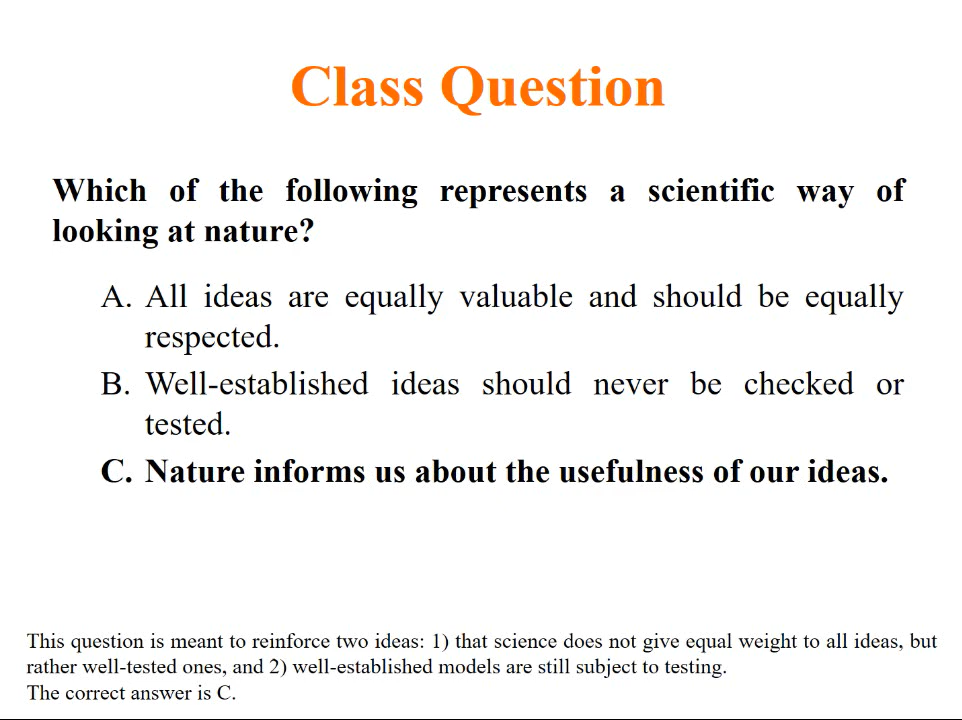 Class Question
Which of the following represents a scientific way of
looking at nature?
A. All ideas are equally valuable and should be equally
respected.
B. Well-established ideas should never be checked or
tested.
C. Nature informs us about the usefulness of our ideas.
This question is meant to reinforce two ideas: 1) that science does not give equal weight to all ideas, but
rather well-tested ones, and 2) well-established models are still subject to testing.
The correct answer is C.